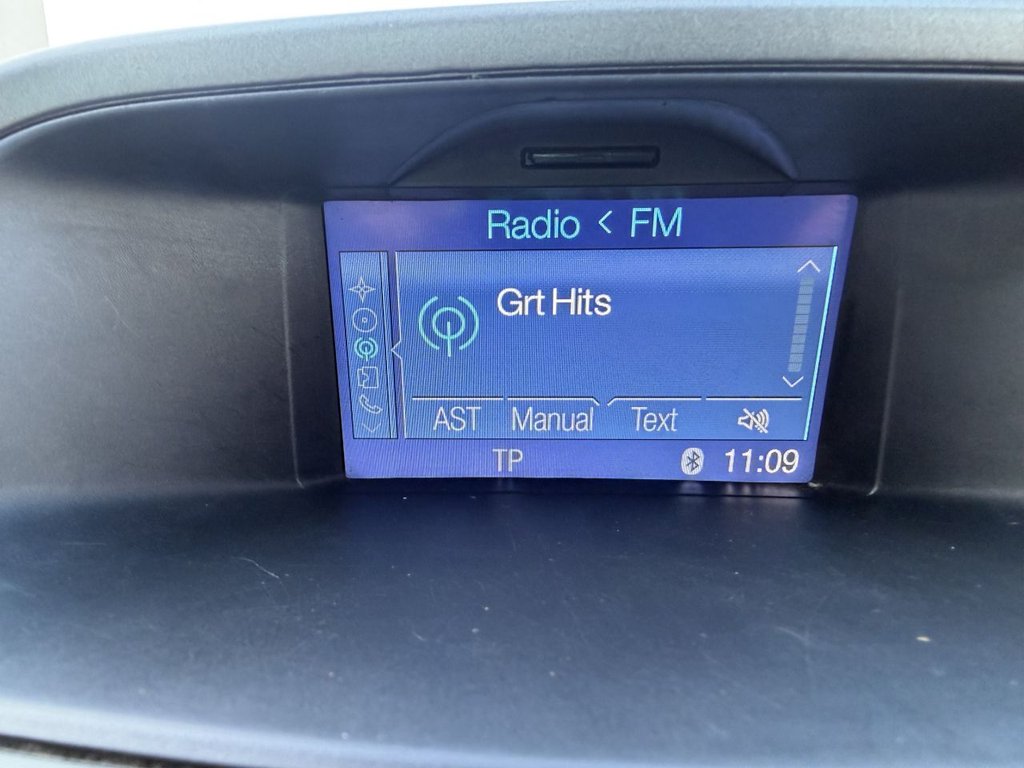 Radio < FM
Grt Hits
AST Manual Text
TP 11:09